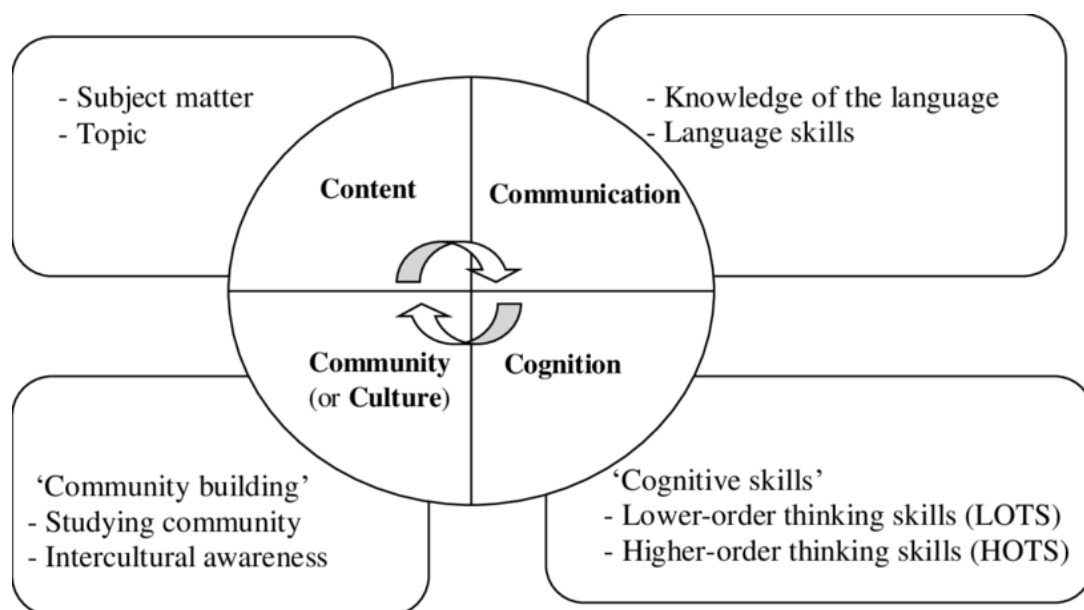 - Subject matter
- Topic
- Knowledge of the language
- Language skills
Content
Communication
Community
(or Culture)
Cognition
‘Community building’
- Studying community
- Intercultural awareness
‘Cognitive skills’
- Lower-order thinking skills (LOTS)
- Higher-order thinking skills (HOTS)